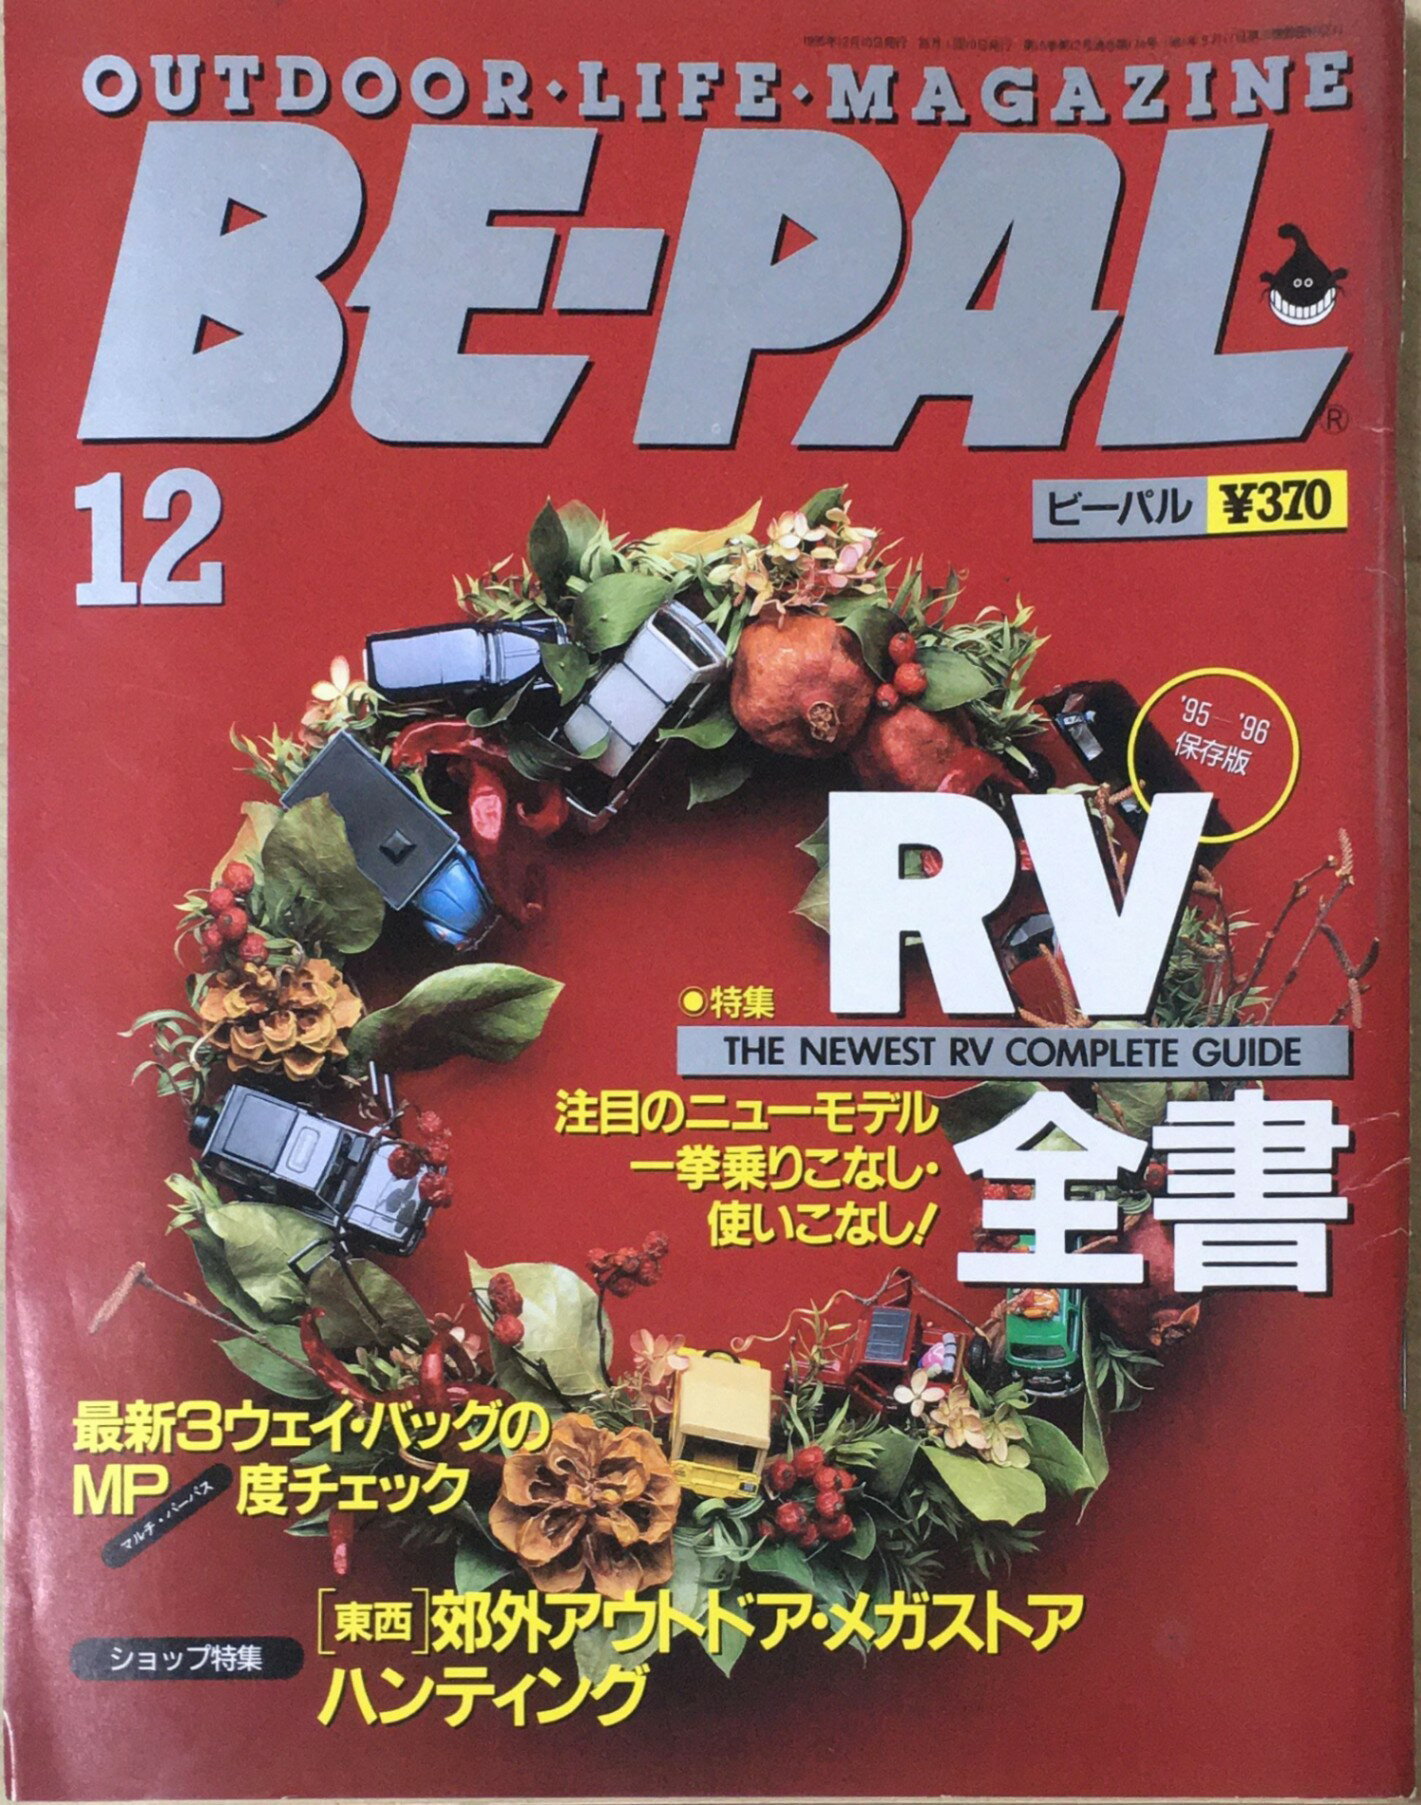 OUTDOOR・LIFE・MAGAZINE
BE-PAL
®
12
ビーパル ¥370
'95—'96
保存版
RV
◉特集
THE NEWEST RV COMPLETE GUIDE
全書
注目のニューモデル
一挙乗りこなし・
使いこなし!
最新3ウェイ・バッグの
MP度チェック
マルチ・パーパス
ショップ特集
[東西]郊外アウトドア・メガストア
ハンティング